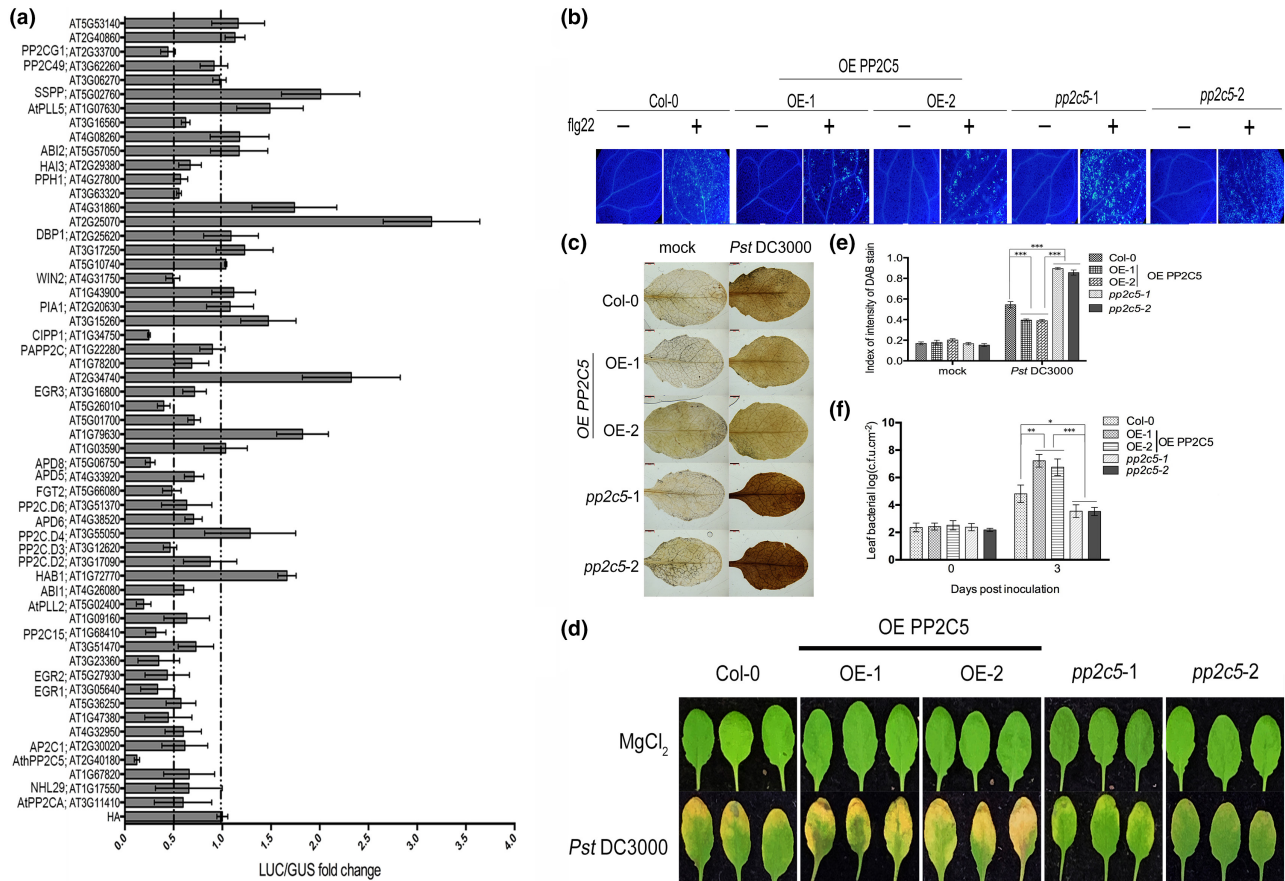 (a)
AT5G53140
AT2G40860
PP2CG1; AT2G33700
PP2C49; AT3G62260
AT3G06270
SSPP; AT5G02760
AtPLL5; AT1G07630
AT3G16560
AT4G08260
ABI2; AT5G57050
HAI3; AT2G29380
PPH1; AT4G27800
AT3G63320
AT4G31860
AT2G25070
DBP1; AT2G25620
AT3G17250
AT5G10740
WIN2; AT4G31750
AT1G43900
PIA1; AT2G20630
AT3G15260
CIPP1; AT1G34750
PAPP2C; AT1G22280
AT1G78200
AT2G34740
EGR3; AT3G16800
AT5G26010
AT5G01700
AT1G79630
AT1G03590
APD8; AT5G06750
APD5; AT4G33920
FGT2; AT5G66080
PP2C.D6; AT3G51370
APD6; AT4G38520
PP2C.D4; AT3G55050
PP2C.D3; AT3G12620
PP2C.D2; AT3G17090
HAB1; AT1G72770
ABI1; AT4G26080
AtPLL2; AT5G02400
AT1G09160
PP2C15; AT1G68410
AT3G51470
AT3G23360
EGR2; AT5G27930
EGR1; AT3G05640
AT5G36250
AT1G47380
AT4G32950
AP2C1; AT2G30020
AthPP2C5; AT2G40180
AT1G67820
NHL29; AT1G17550
AtPP2CA; AT3G11410
HA
0.0 0.5 1.0 1.5 2.0 2.5 3.0 3.5 4.0
LUC/GUS fold change
(b)
OE PP2C5
Col-0 OE-1 OE-2 pp2c5-1 pp2c5-2
flg22 − + − + − + − + − +
(c)
mock Pst DC3000
Col-0
OE PP2C5
OE-1
OE-2
pp2c5-1
pp2c5-2
(e)
Index of intensity of DAB stain
1.0
0.8
0.6
0.4
0.2
0.0
***
*** ***
mock Pst DC3000
Col-0
OE-1
OE-2
OE PP2C5
pp2c5-1
pp2c5-2
(f)
Leaf bacterial log(c.f.u.cm-2)
10
8
6
4
2
0
*
** ***
0 3
Days post inoculation
Col-0
OE-1
OE-2
OE PP2C5
pp2c5-1
pp2c5-2
(d)
OE PP2C5
Col-0 OE-1 OE-2 pp2c5-1 pp2c5-2
MgCl2
Pst DC3000